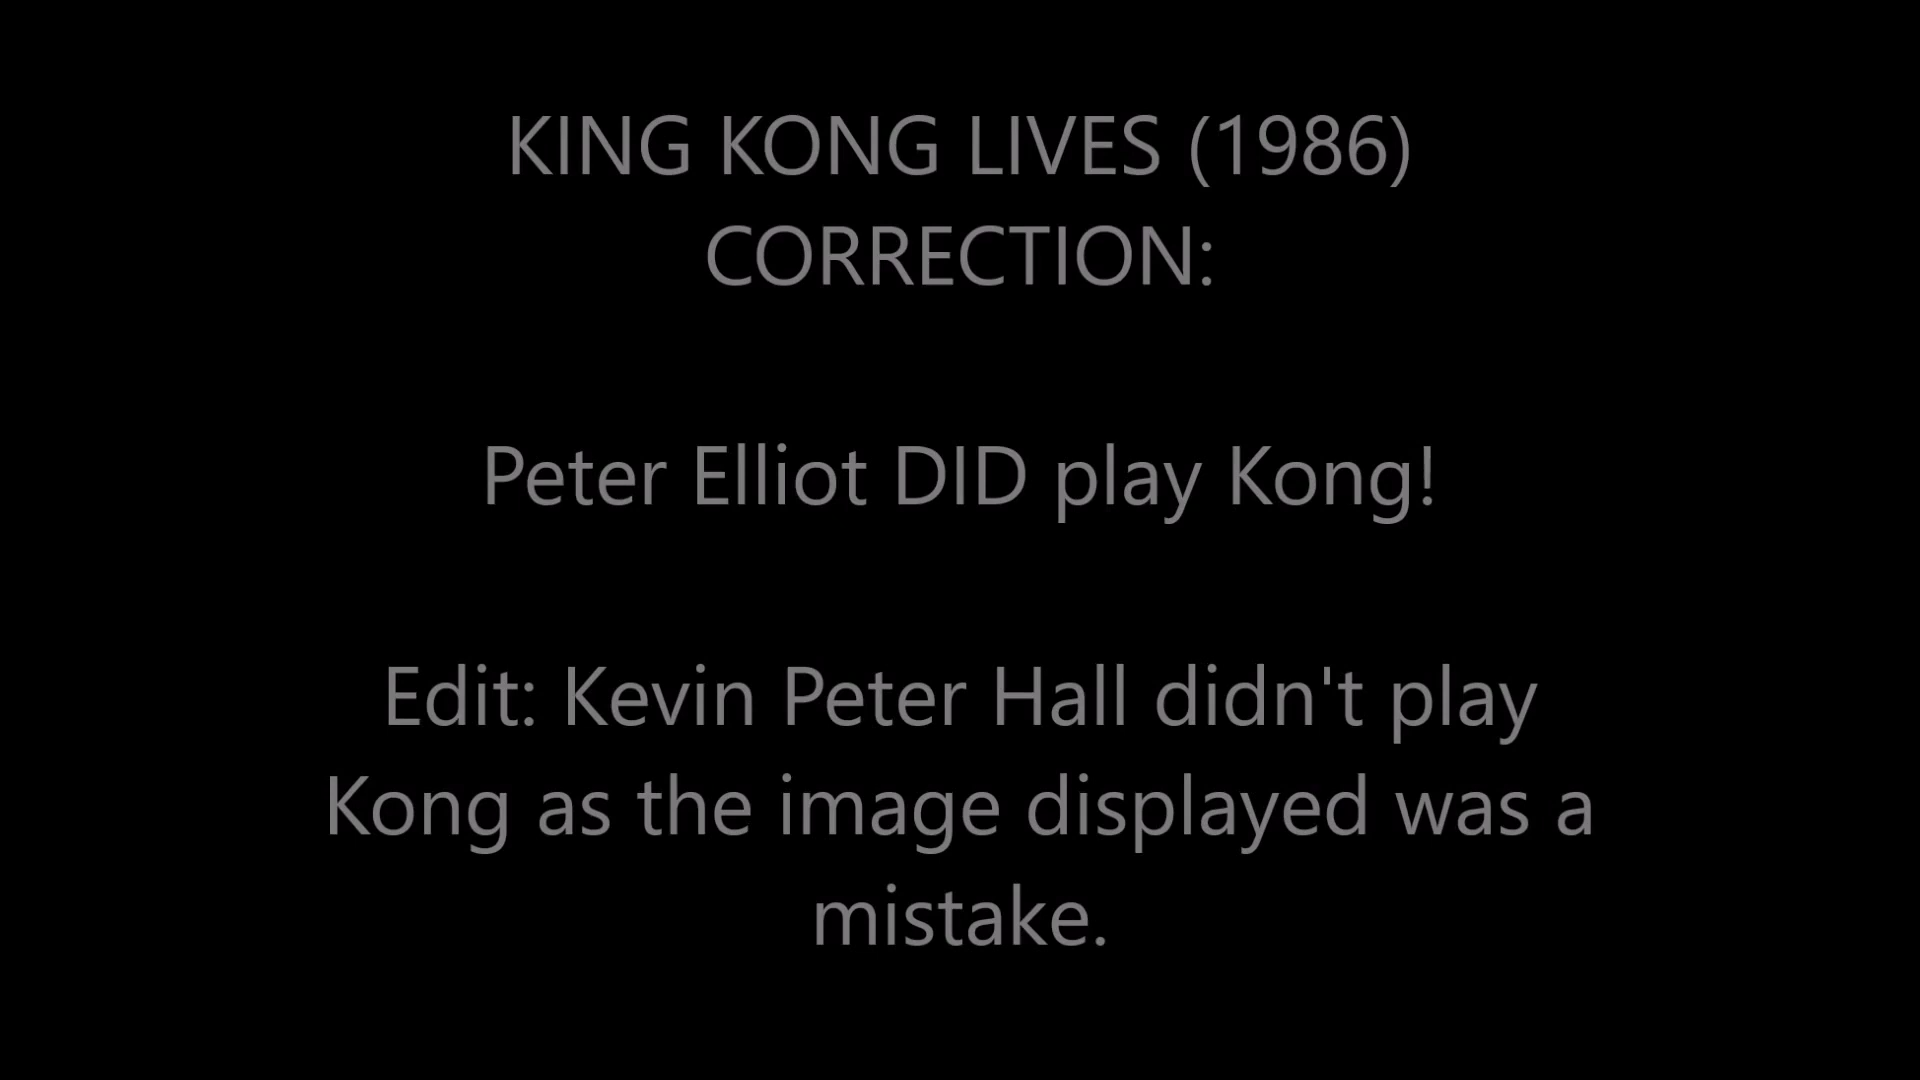 KING KONG LIVES (1986)
CORRECTION:
Peter Elliot DID play Kong!
Edit: Kevin Peter Hall didn't play
Kong as the image displayed was a
mistake.